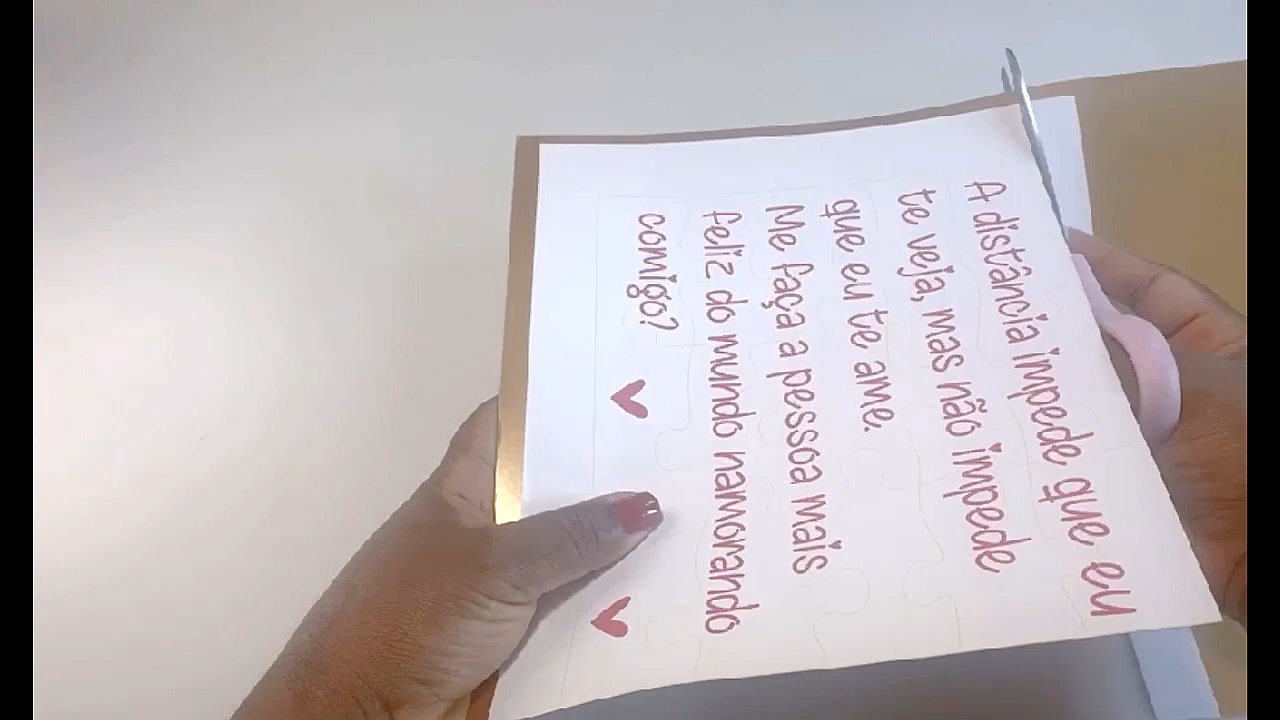 A distância impede que eu
te veja, mas não impede
que eu te ame.
Me faça a pessoa mais
feliz do mundo namorando
comigo?